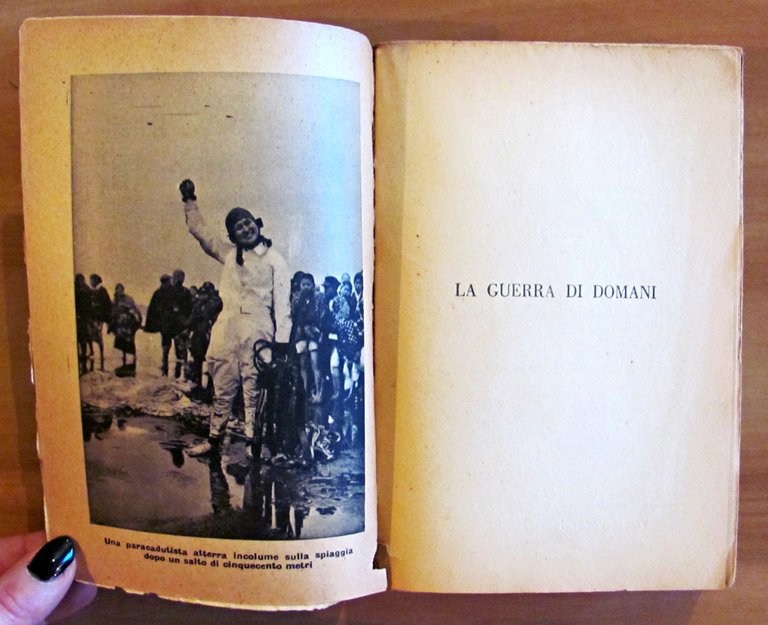 Una paracadutista atterra incolume sulla spiaggia
dopo un salto di cinquecento metri
LA GUERRA DI DOMANI